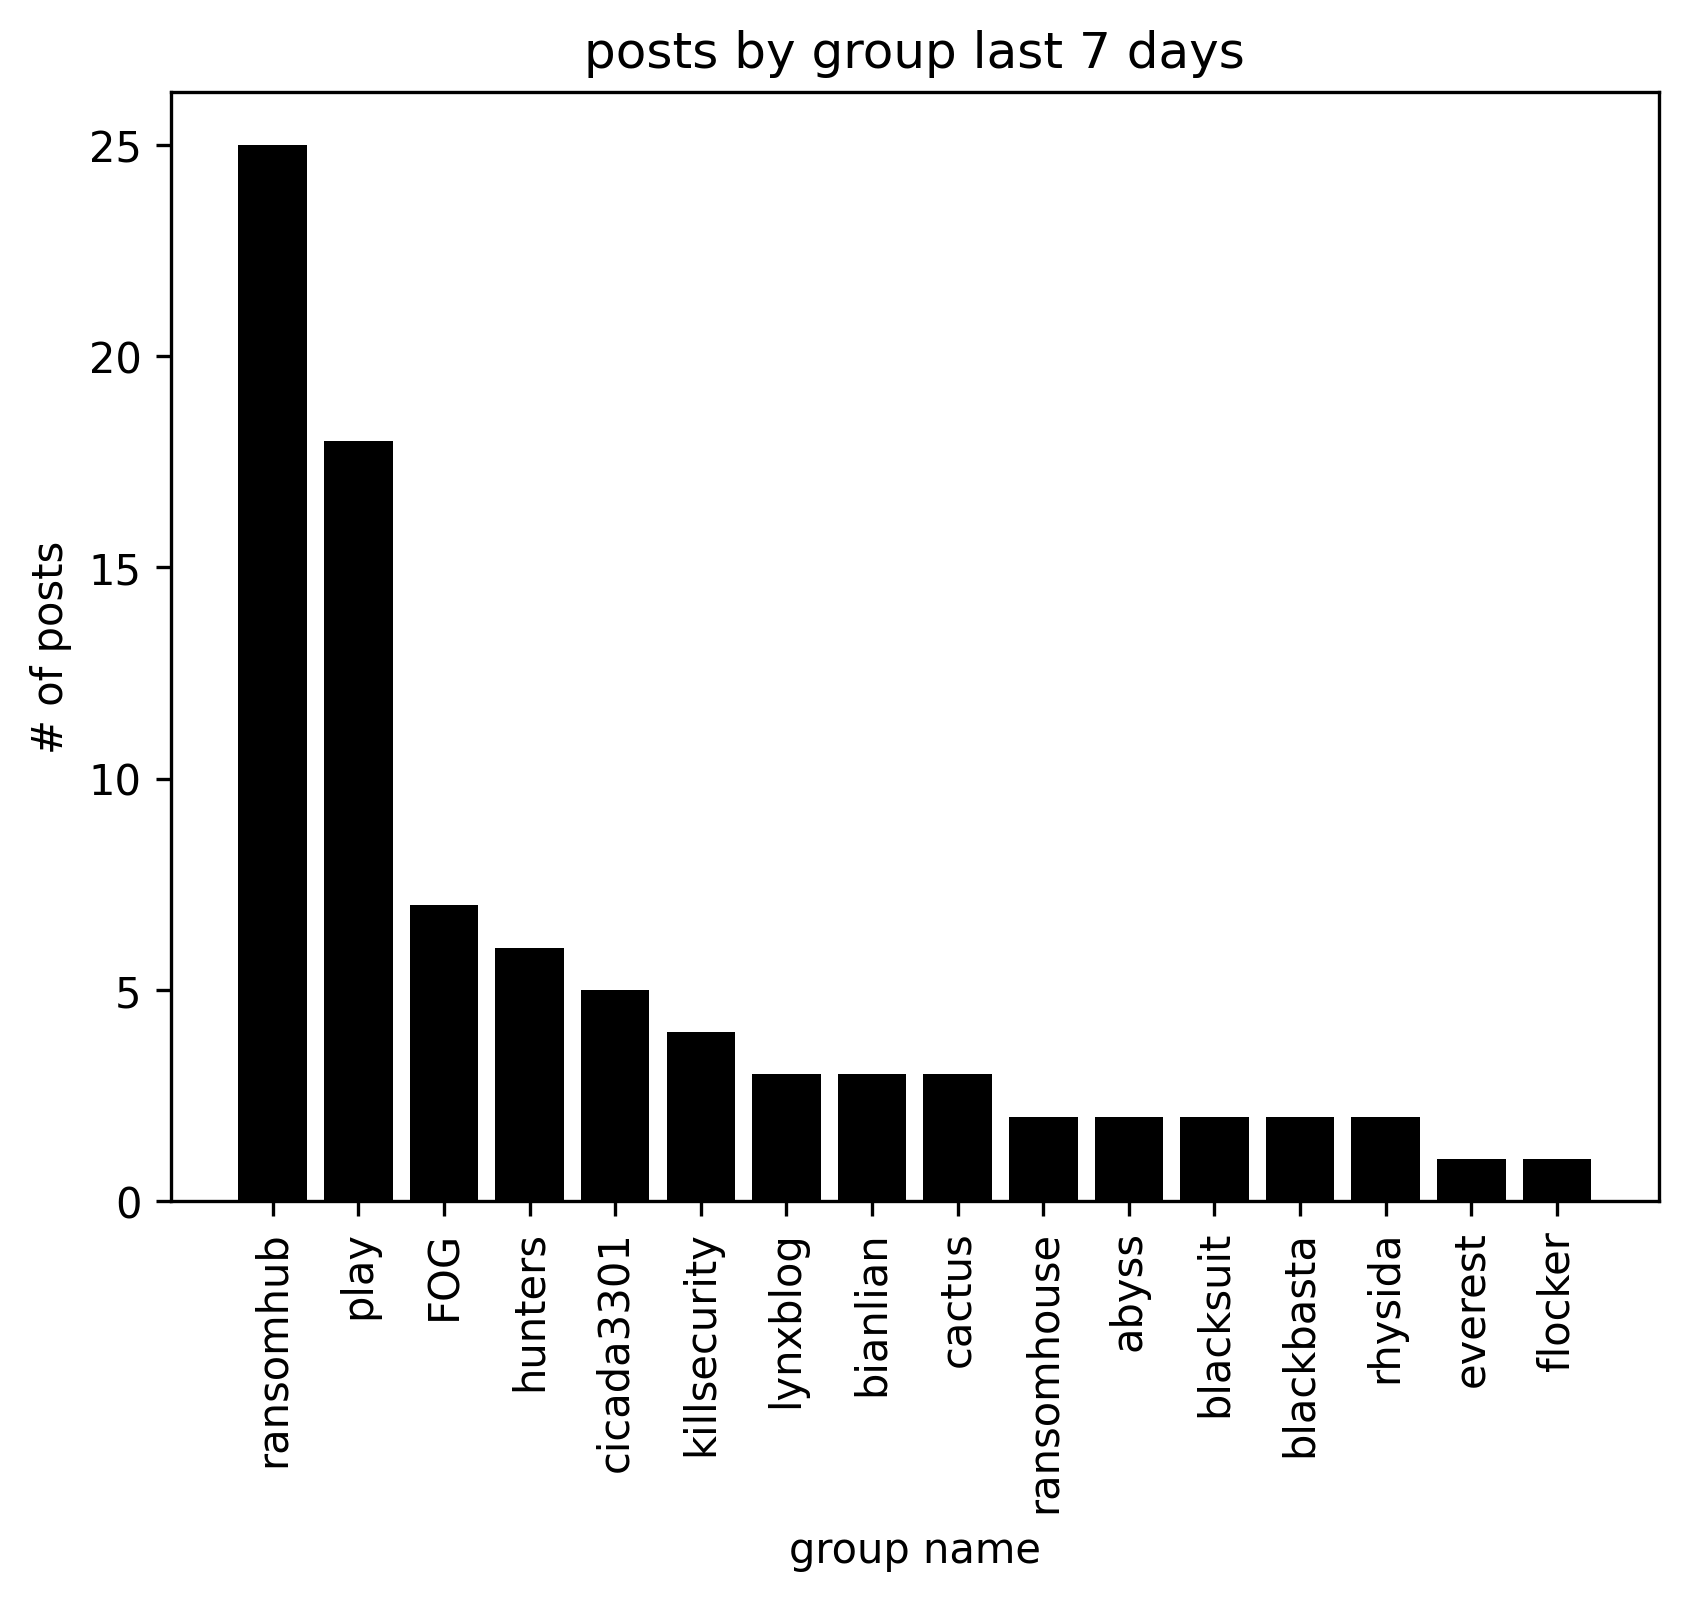 posts by group last 7 days
25
20
15
10
5
0
# of posts
ransomhub
play
FOG
hunters
cicada3301
killsecurity
lynxblog
bianlian
cactus
ransomhouse
abyss
blacksuit
blackbasta
rhysida
everest
flocker
group name